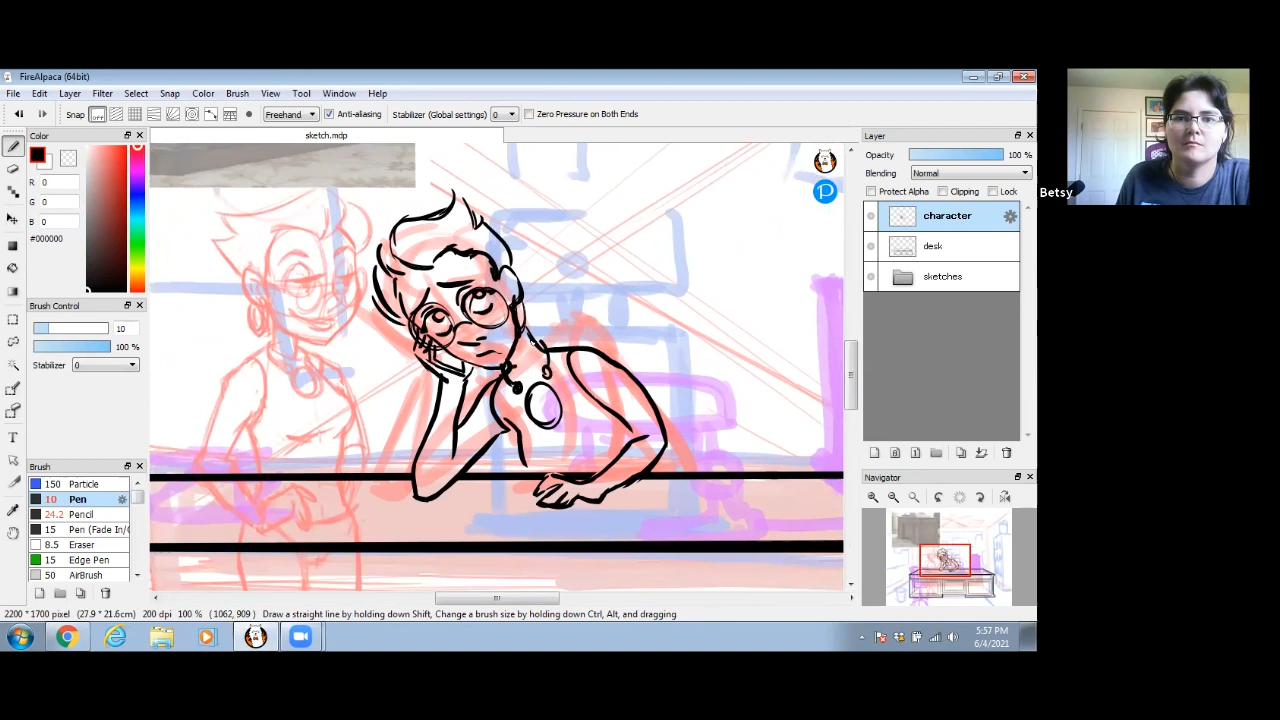 FireAlpaca (64bit)
File Edit Layer Filter Select Snap Color Brush View Tool Window Help
Snap OFF Freehand Anti-aliasing Stabilizer (Global settings) 0 Zero Pressure on Both Ends
Color
R 0
G 0
B 0
#000000
Brush Control
10
100 %
Stabilizer 0
Brush
150 Particle
10 Pen
24.2 Pencil
15 Pen (Fade In/O
8.5 Eraser
15 Edge Pen
50 AirBrush
sketch.mdp
P
Layer
Opacity 100 %
Blending Normal
Protect Alpha Clipping Lock
character
desk
sketches
Navigator
2200 * 1700 pixel (27.9 * 21.6cm) 200 dpi 100 % ( 1062, 909 ) Draw a straight line by holding down Shift, Change a brush size by holding down Ctrl, Alt, and dragging
5:57 PM
6/4/2021
Betsy